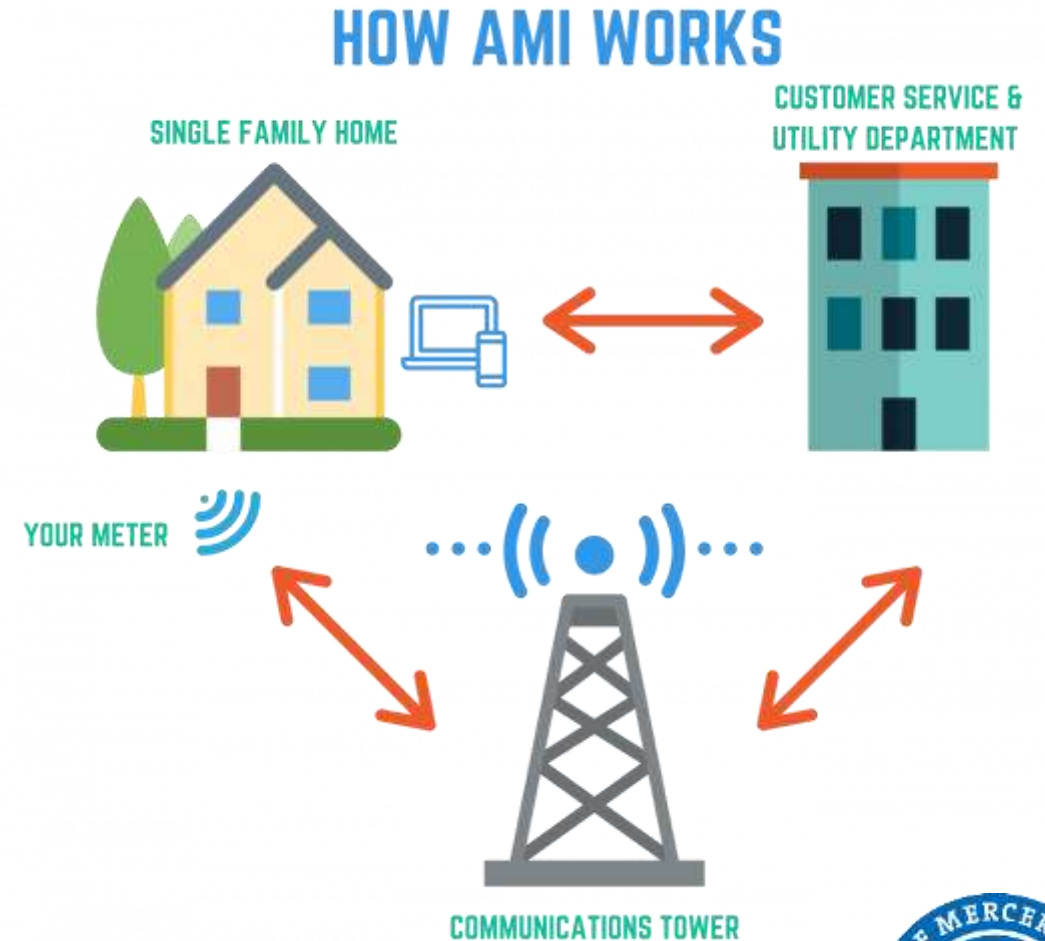 HOW AMI WORKS
CUSTOMER SERVICE &
UTILITY DEPARTMENT
SINGLE FAMILY HOME
YOUR METER
COMMUNICATIONS TOWER